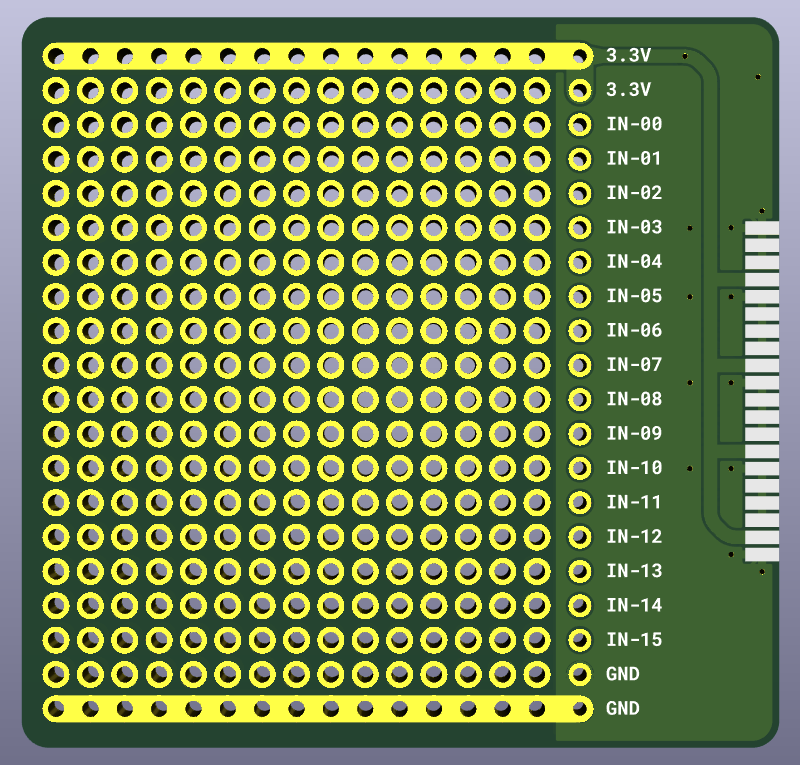 3.3V
3.3V
IN-00
IN-01
IN-02
IN-03
IN-04
IN-05
IN-06
IN-07
IN-08
IN-09
IN-10
IN-11
IN-12
IN-13
IN-14
IN-15
GND
GND